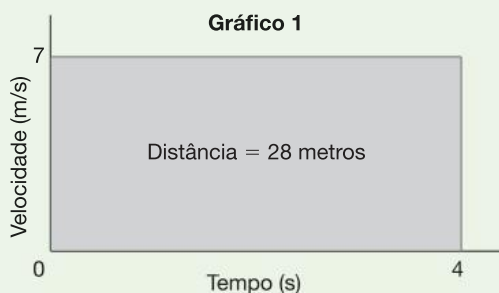 Gráfico 1
7
Velocidade (m/s)
Distância = 28 metros
0
4
Tempo (s)